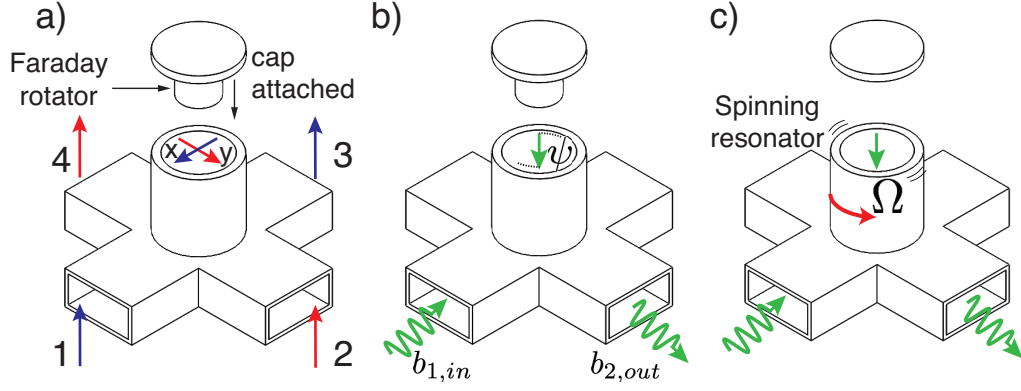 a)
Faraday
rotator
cap
attached
x
y
4
3
1
2
b)
ψ
b1,in
b2,out
c)
Spinning
resonator
Ω